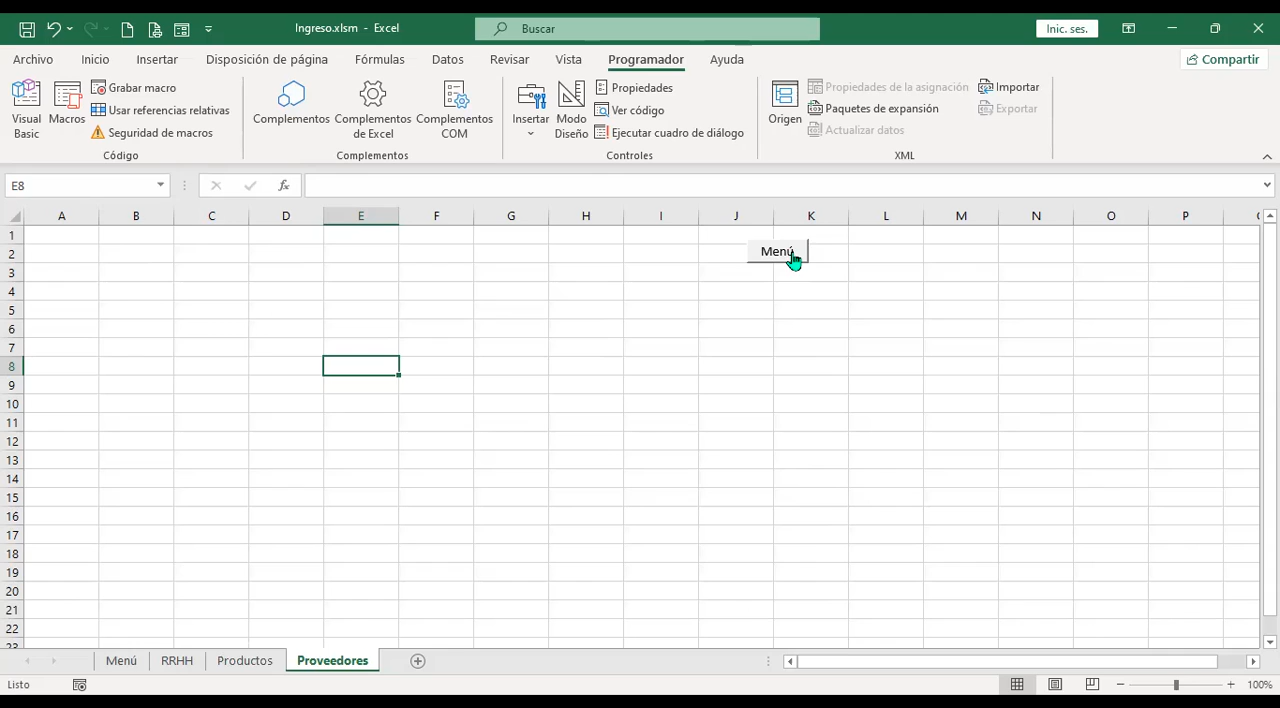 Ingreso.xlsm - Excel
Buscar
Inic. ses.
Archivo Inicio Insertar Disposición de página Fórmulas Datos Revisar Vista Programador Ayuda Compartir
Visual Basic
Macros
Grabar macro
Usar referencias relativas
Seguridad de macros
Código
Complementos
Complementos de Excel
Complementos COM
Complementos
Insertar
Modo Diseño
Propiedades
Ver código
Ejecutar cuadro de diálogo
Controles
Origen
Propiedades de la asignación
Paquetes de expansión
Actualizar datos
Importar
Exportar
XML
E8
fx
A B C D E F G H I J K L M N O P
1
2
3
4
5
6
7
8
9
10
11
12
13
14
15
16
17
18
19
20
21
22
23
Menú
Menú RRHH Productos Proveedores
Listo
100%